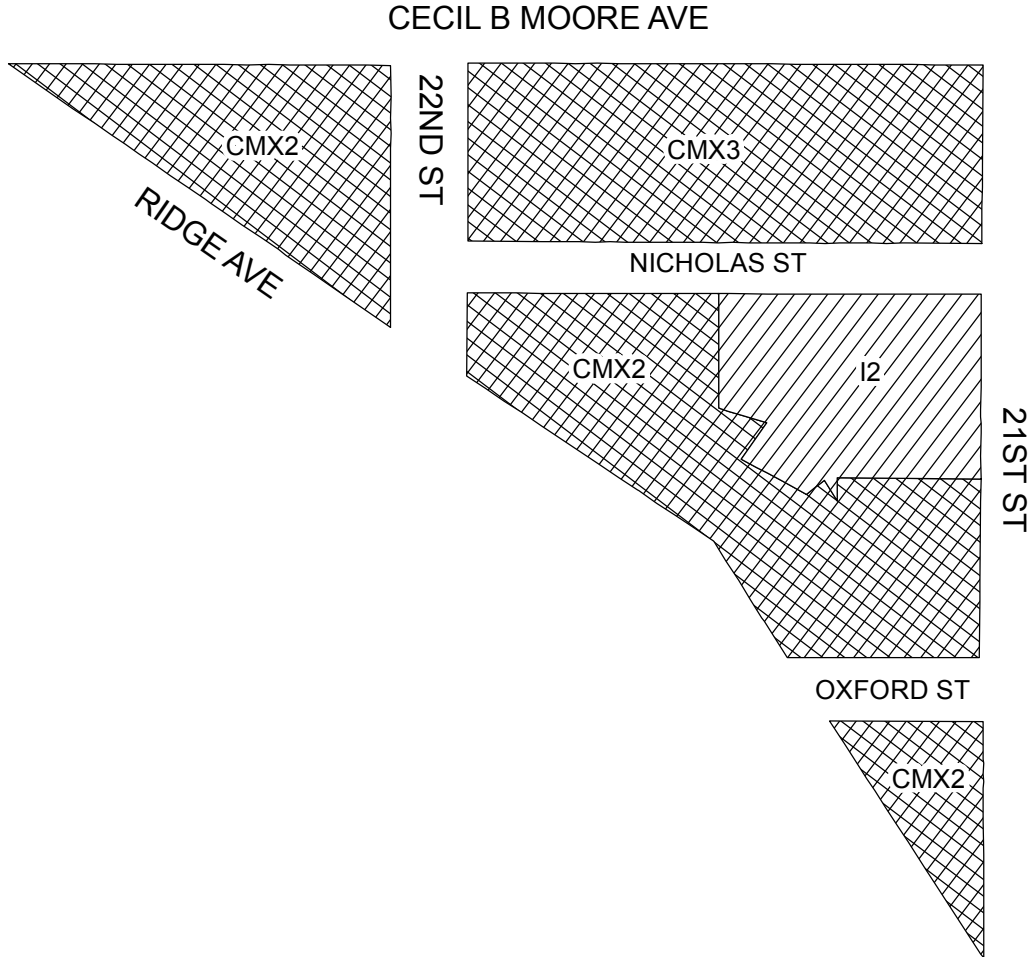 CECIL B MOORE AVE
22ND ST
CMX2
CMX3
RIDGE AVE
NICHOLAS ST
CMX2
I2
21ST ST
OXFORD ST
CMX2